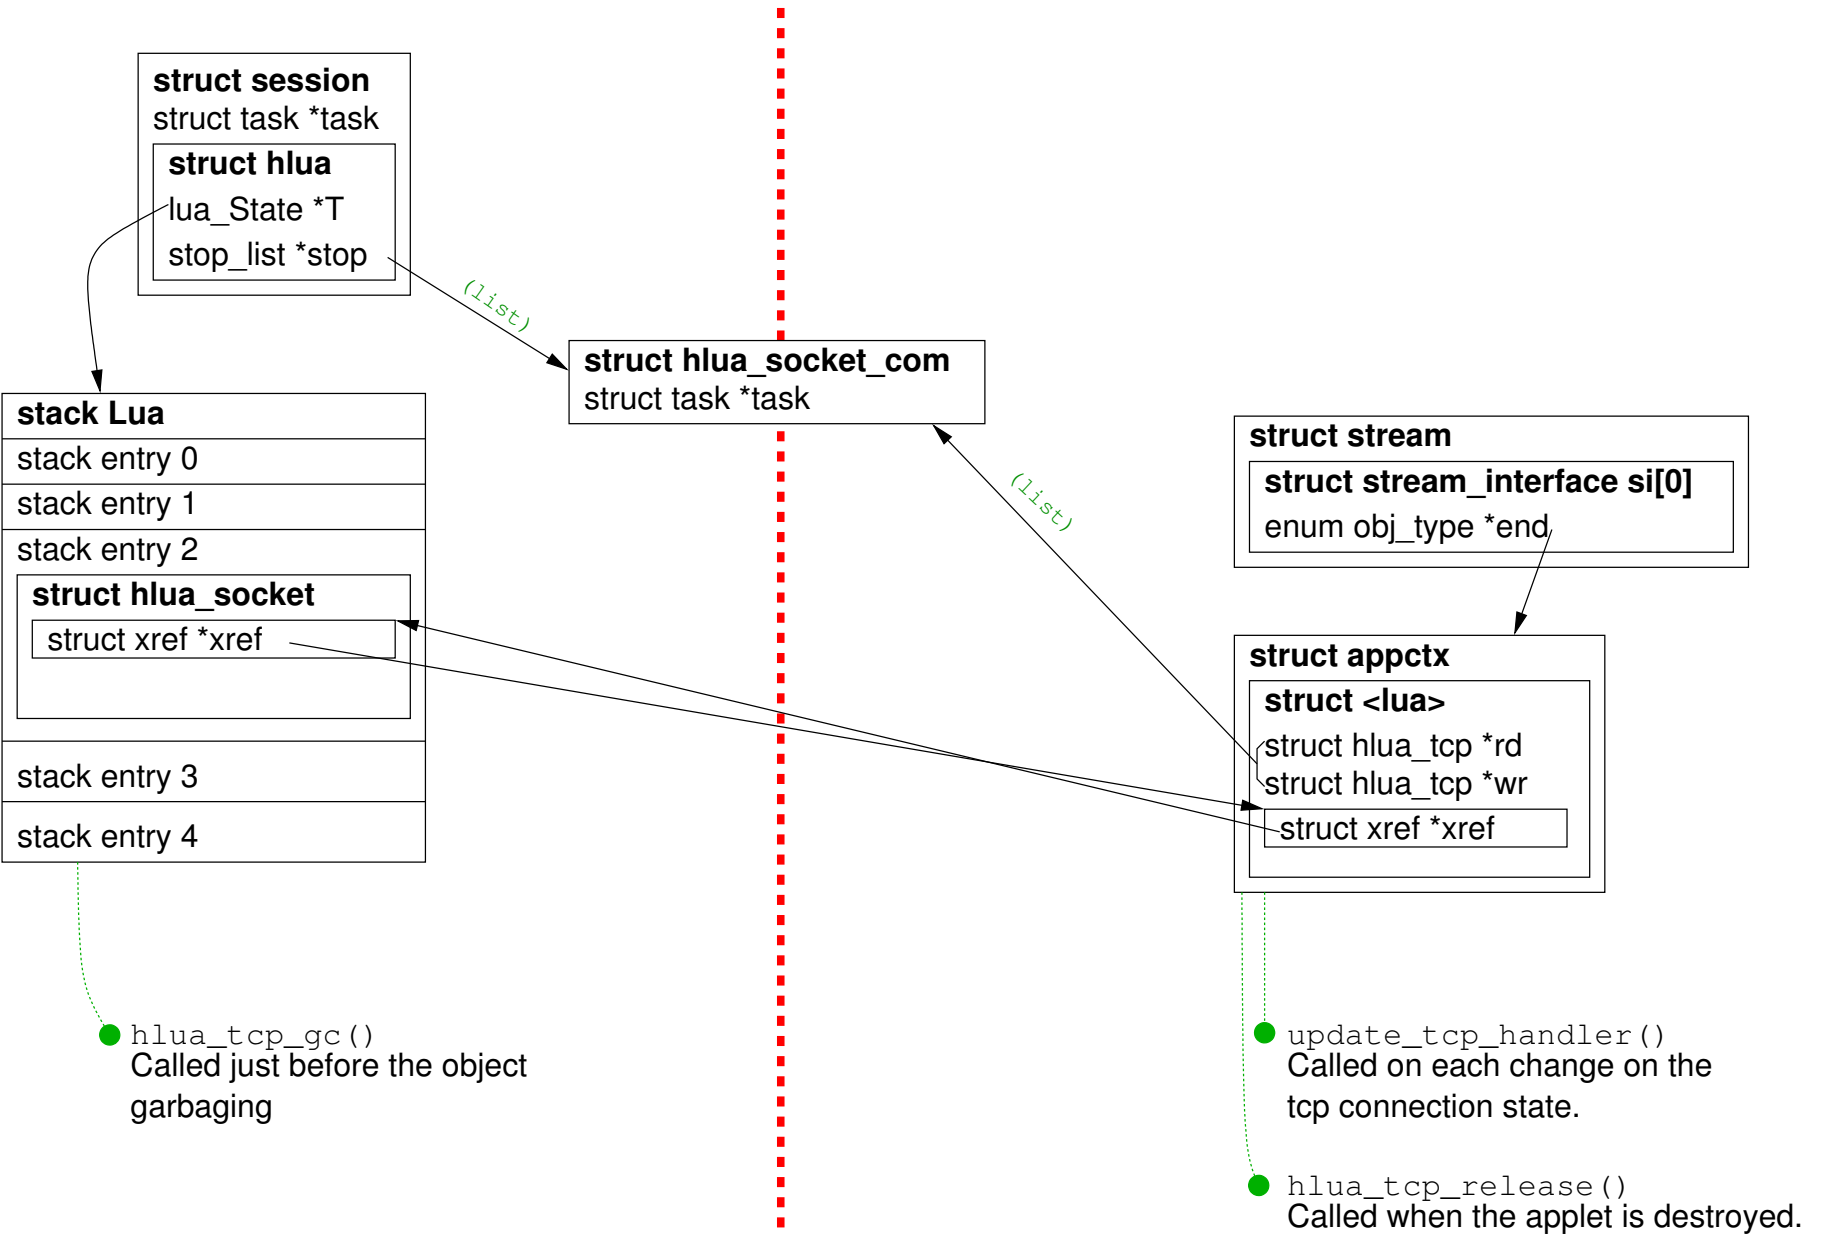 struct session
struct task *task
struct hlua
lua_State *T
stop_list *stop
(list)
struct hlua_socket_com
struct task *task
stack Lua
stack entry 0
stack entry 1
stack entry 2
struct hlua_socket
struct xref *xref
stack entry 3
stack entry 4
(list)
struct stream
struct stream_interface si[0]
enum obj_type *end
struct appctx
struct <lua>
struct hlua_tcp *rd
struct hlua_tcp *wr
struct xref *xref
hlua_tcp_gc()
Called just before the object
garbaging
update_tcp_handler()
Called on each change on the
tcp connection state.
hlua_tcp_release()
Called when the applet is destroyed.